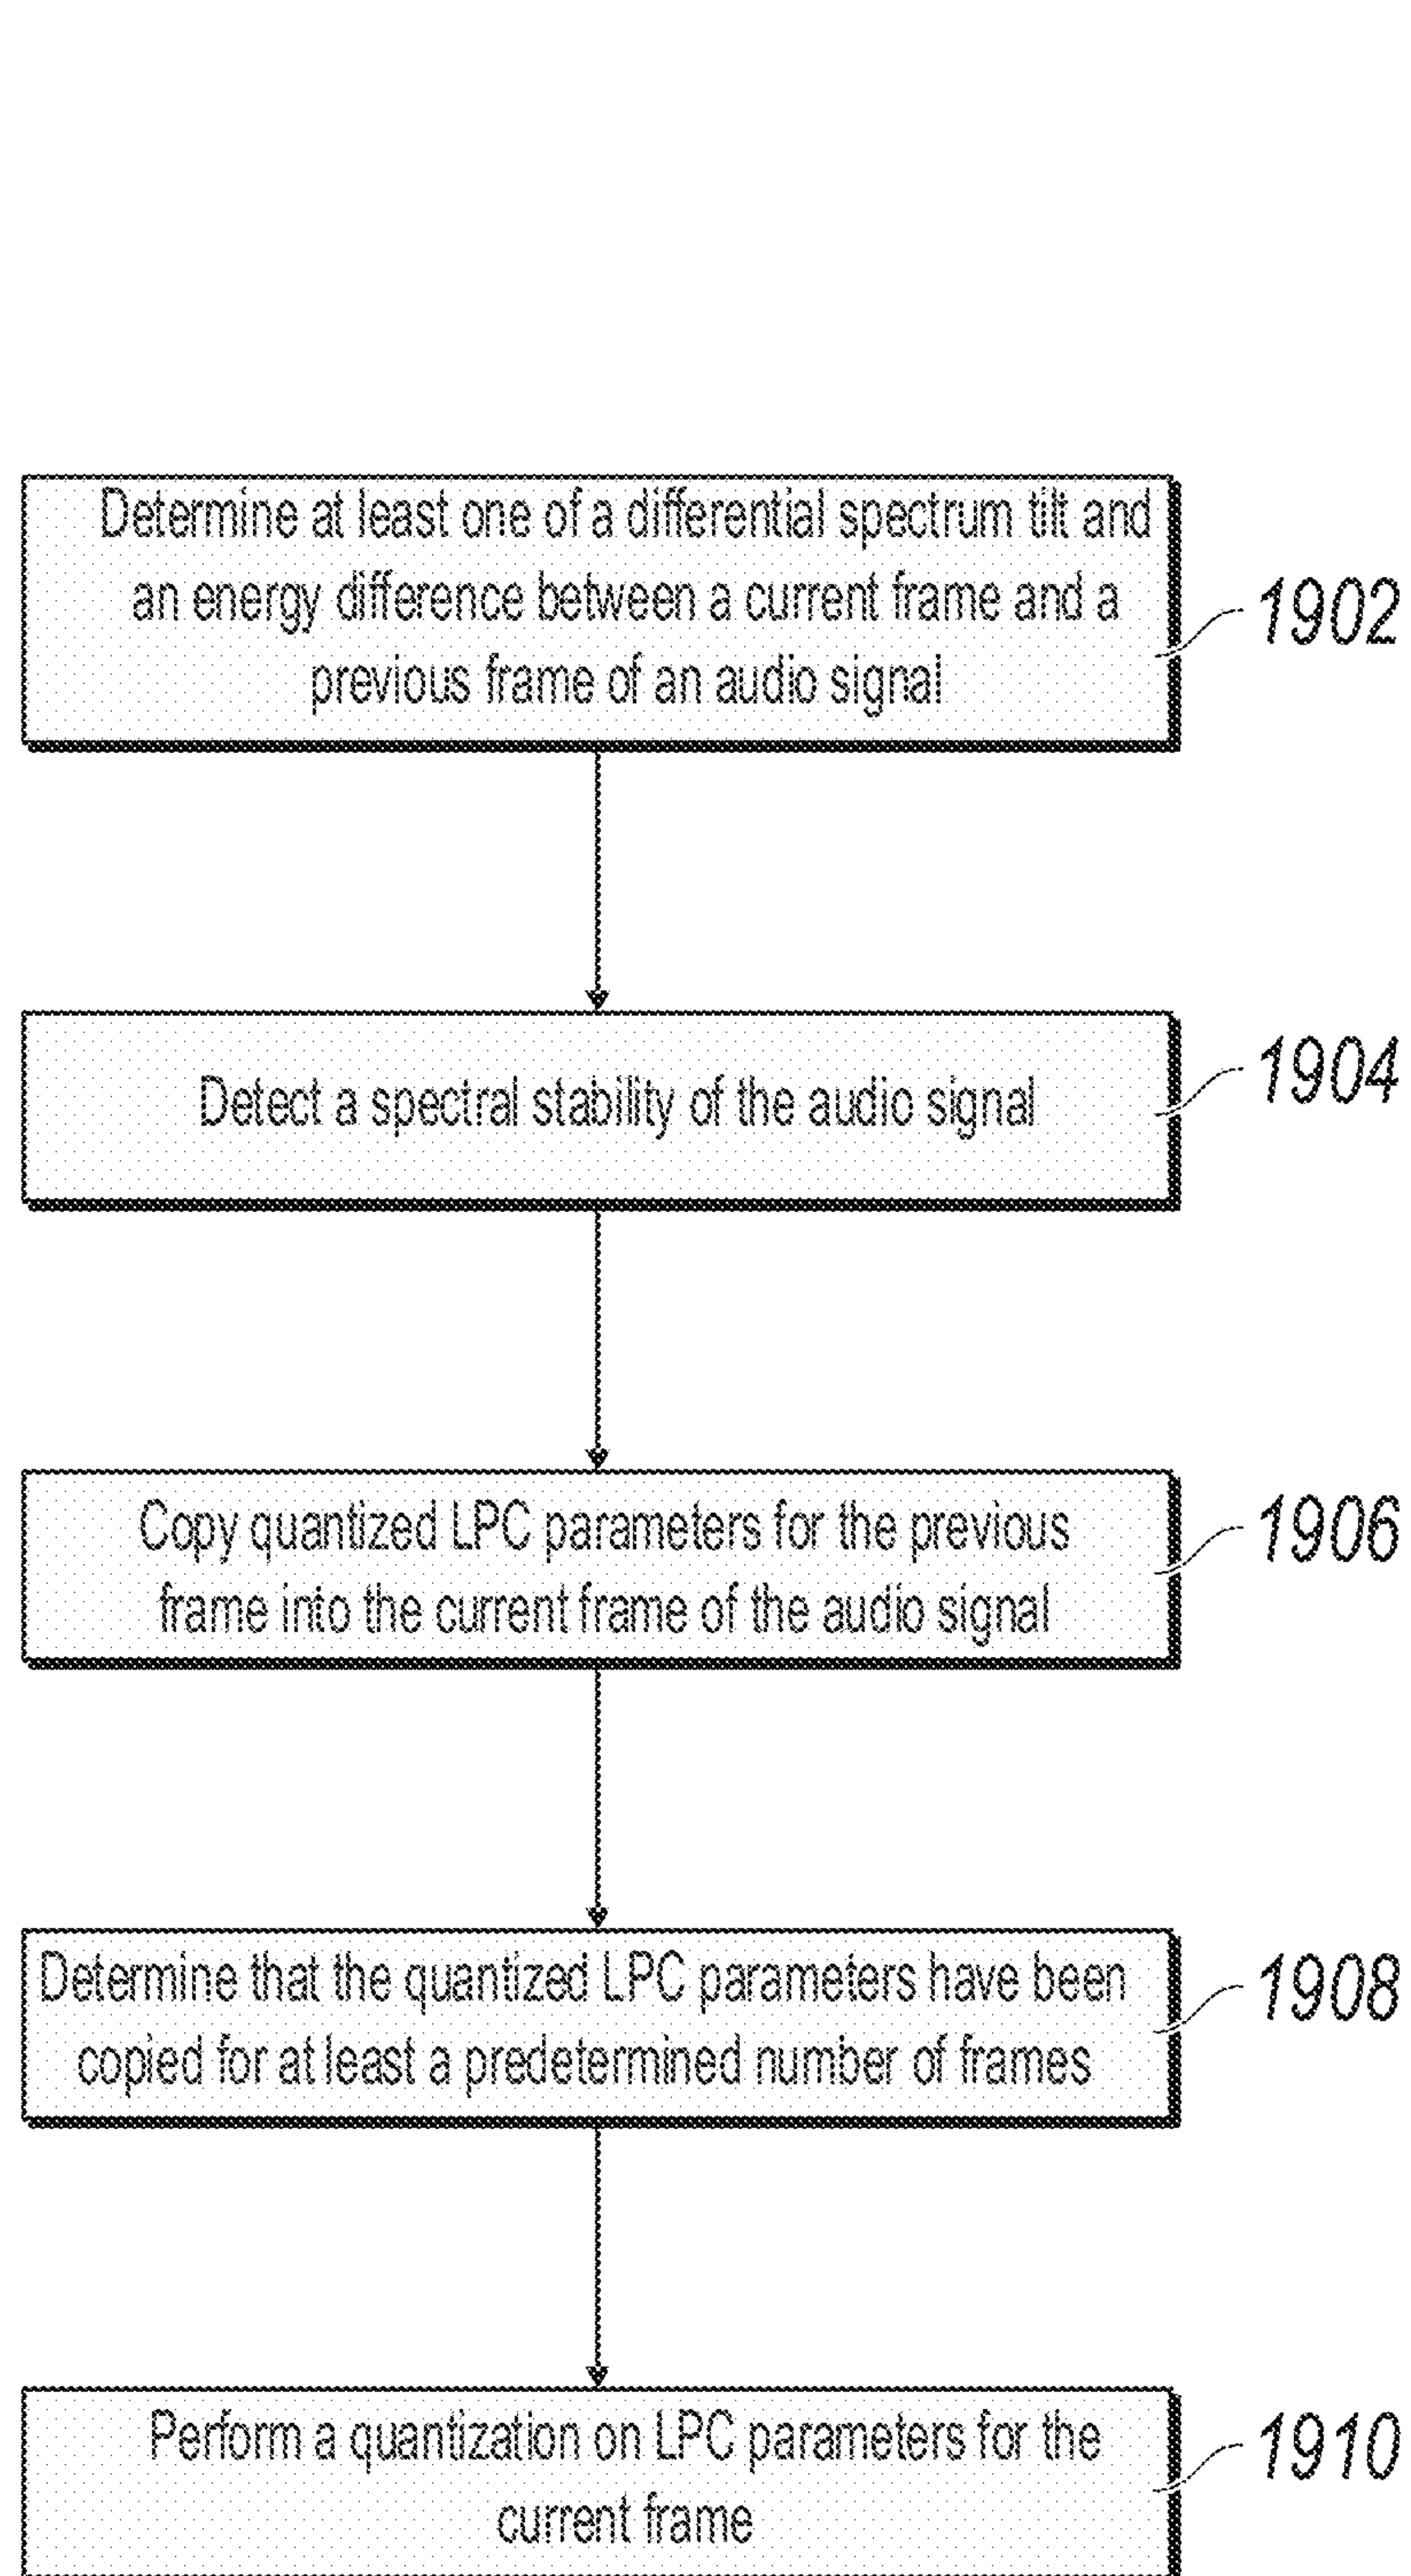 Determine at least one of a differential spectrum tilt and
an energy difference between a current frame and a
previous frame of an audio signal
1902
Detect a spectral stability of the audio signal
1904
Copy quantized LPC parameters for the previous
frame into the current frame of the audio signal
1906
Determine that the quantized LPC parameters have been
copied for at least a predetermined number of frames
1908
Perform a quantization on LPC parameters for the
current frame
1910